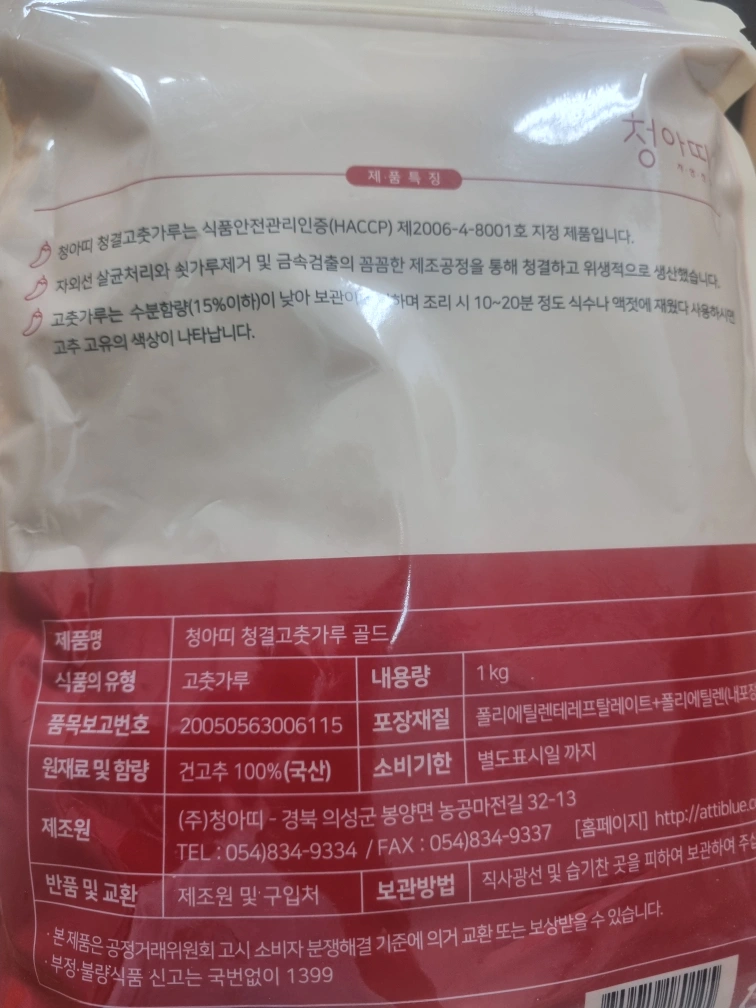 청아띠
제·품·특·징
청아띠 청결고춧가루는 식품안전관리인증(HACCP) 제2006-4-8001호 지정 제품입니다.
자외선 살균처리와 쇳가루제거 및 금속검출의 꼼꼼한 제조공정을 통해 청결하고 위생적으로 생산했습니다.
고춧가루는 수분함량(15%이하)이 낮아 조리 시 10~20분 정도 식수나 액젓에 재웠다 사용하시면
고추 고유의 색상이 나타납니다.
제품명 청아띠 청결고춧가루 골드
식품의 유형 고춧가루 내용량 1kg
품목보고번호 20050563006115 포장재질 폴리에틸렌테레프탈레이트+폴리에틸렌(내포장
원재료 및 함량 건고추 100%(국산) 소비기한 별도표시일 까지
제조원 (주)청아띠 - 경북 의성군 봉양면 농공마전길 32-13
TEL : 054)834-9334 / FAX : 054)834-9337 [홈페이지] http://attiblue.c
반품 및 교환 제조원 및 구입처 보관방법 직사광선 및 습기찬 곳을 피하여 보관하여 주십
·본 제품은 공정거래위원회 고시 소비자 분쟁해결 기준에 의거 교환 또는 보상받을 수 있습니다.
·부정·불량식품 신고는 국번없이 1399